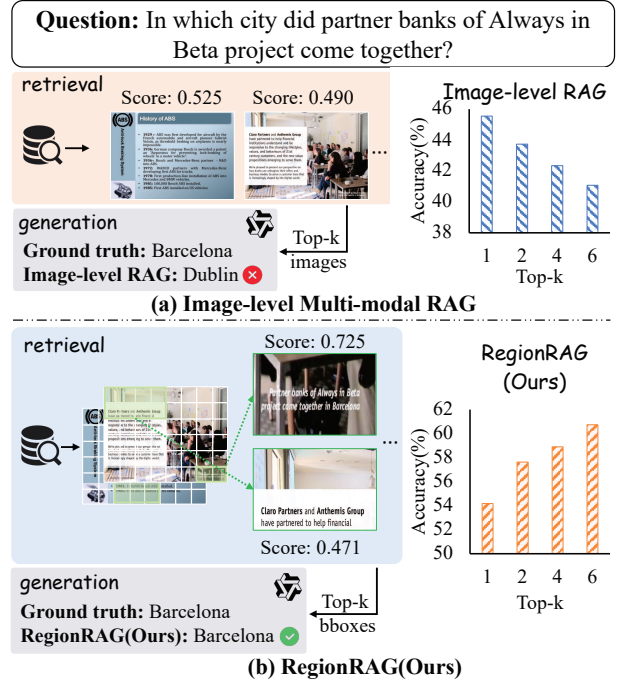 Question: In which city did partner banks of Always in
Beta project come together?
retrieval
Score: 0.525
Score: 0.490
ABS
History of ABS
Claro Partners and Anthemis Group
...
generation
Ground truth: Barcelona
Image-level RAG: Dublin
Top-k
images
Image-level RAG
Accuracy(%)
46
44
42
40
38
1 2 4 6
Top-k
(a) Image-level Multi-modal RAG
retrieval
Score: 0.725
Partner banks of Always in Beta
project come together in Barcelona
...
Claro Partners and Anthemis Group
have partnered to help financial
Score: 0.471
generation
Ground truth: Barcelona
RegionRAG(Ours): Barcelona
Top-k
bboxes
RegionRAG
(Ours)
Accuracy(%)
62
60
58
56
54
52
50
1 2 4 6
Top-k
(b) RegionRAG(Ours)